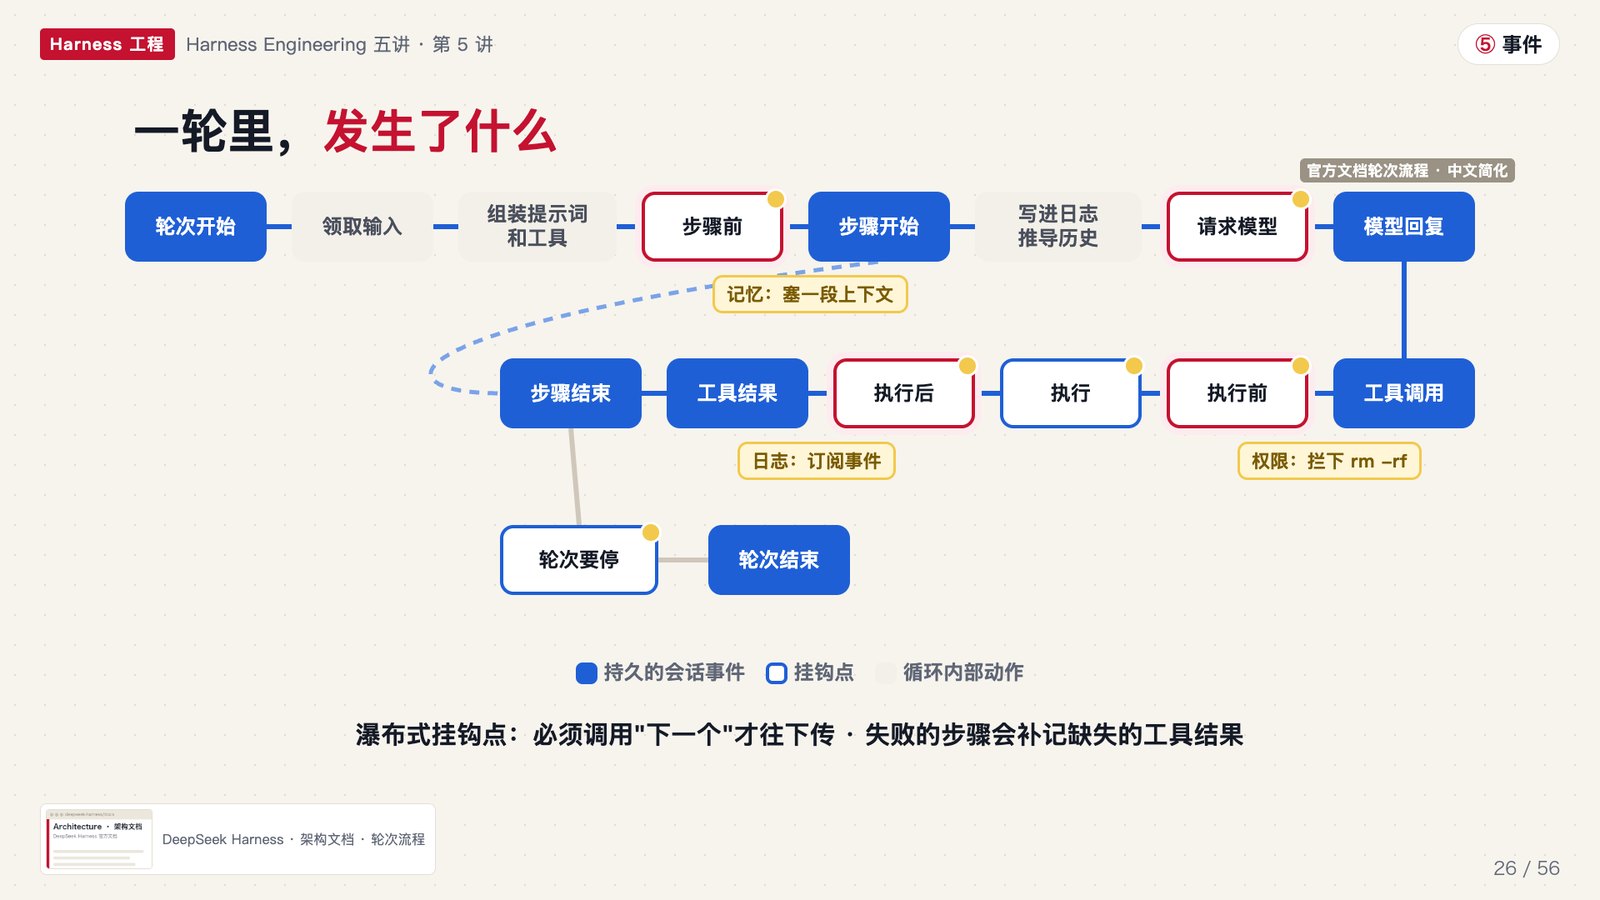 Harness 工程 Harness Engineering 五讲 · 第 5 讲
⑤ 事件
一轮里，发生了什么
官方文档轮次流程 · 中文简化
轮次开始
领取输入
组装提示词
和工具
步骤前
步骤开始
写进日志
推导历史
请求模型
模型回复
记忆：塞一段上下文
步骤结束
工具结果
执行后
执行
执行前
工具调用
日志：订阅事件
权限：拦下 rm -rf
轮次要停
轮次结束
持久的会话事件
挂钩点
循环内部动作
瀑布式挂钩点：必须调用"下一个"才往下传 · 失败的步骤会补记缺失的工具结果
Architecture · 架构文档
DeepSeek Harness 官方文档
DeepSeek Harness · 架构文档 · 轮次流程
26 / 56